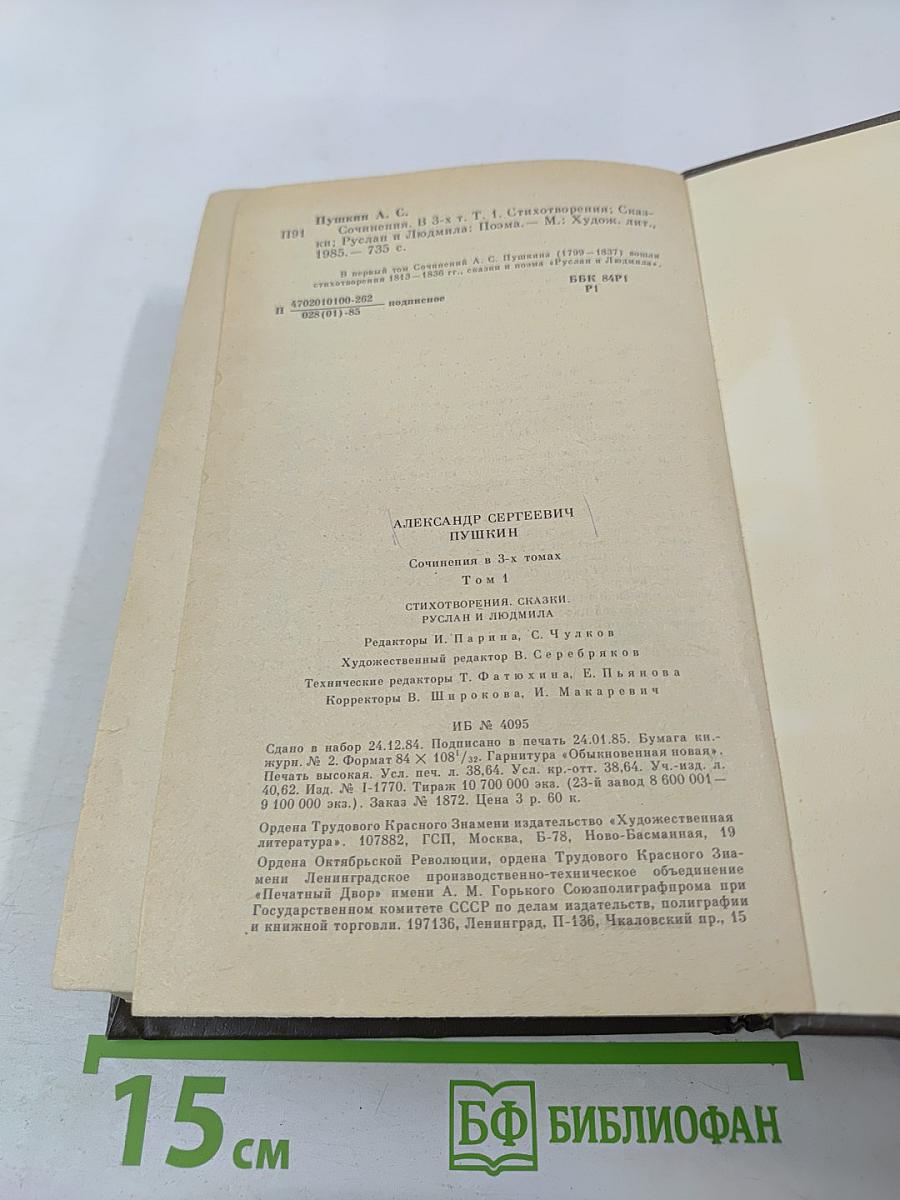 Пушкин А. С.
П91 Сочинения. В 3-х т. Т. 1. Стихотворения; Сказ-
ки; Руслан и Людмила: Поэма.— М.: Худож. лит.,
1985.— 735 с.
В первый том Сочинений А. С. Пушкина (1799—1837) вошли
стихотворения 1813—1836 гг., сказки и поэма «Руслан и Людмила».
П 4702010100-262 подписное ББК 84Р1
028(01)-85 Р1
АЛЕКСАНДР СЕРГЕЕВИЧ
ПУШКИН
Сочинения в 3-х томах
Том 1
СТИХОТВОРЕНИЯ. СКАЗКИ.
РУСЛАН И ЛЮДМИЛА
Редакторы И. Парина, С. Чулков
Художественный редактор В. Серебряков
Технические редакторы Т. Фатюхина, Е. Пьянова
Корректоры В. Широкова, И. Макаревич
ИБ № 4095
Сдано в набор 24.12.84. Подписано в печать 24.01.85. Бумага кн.-
журн. № 2. Формат 84 × 108¹/₃₂. Гарнитура «Обыкновенная новая».
Печать высокая. Усл. печ. л. 38,64. Усл. кр.-отт. 38,64. Уч.-изд. л.
40,62. Изд. № I-1770. Тираж 10 700 000 экз. (23-й завод 8 600 001—
9 100 000 экз.). Заказ № 1872. Цена 3 р. 60 к.
Ордена Трудового Красного Знамени издательство «Художественная
литература». 107882, ГСП, Москва, Б-78, Ново-Басманная, 19
Ордена Октябрьской Революции, ордена Трудового Красного Зна-
мени Ленинградское производственно-техническое объединение
«Печатный Двор» имени А. М. Горького Союзполиграфпрома при
Государственном комитете СССР по делам издательств, полиграфии
и книжной торговли. 197136, Ленинград, П-136, Чкаловский пр., 15
15 см БФ БИБЛИОФАН